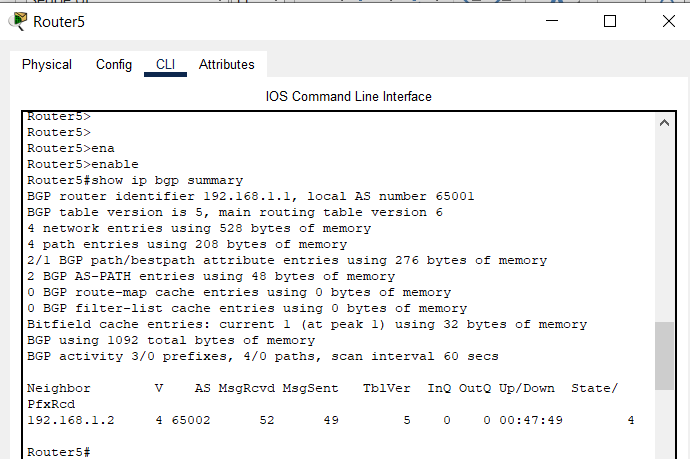 Router5
Physical Config CLI Attributes
IOS Command Line Interface
Router5>
Router5>
Router5>ena
Router5>enable
Router5#show ip bgp summary
BGP router identifier 192.168.1.1, local AS number 65001
BGP table version is 5, main routing table version 6
4 network entries using 528 bytes of memory
4 path entries using 208 bytes of memory
2/1 BGP path/bestpath attribute entries using 276 bytes of memory
2 BGP AS-PATH entries using 48 bytes of memory
0 BGP route-map cache entries using 0 bytes of memory
0 BGP filter-list cache entries using 0 bytes of memory
Bitfield cache entries: current 1 (at peak 1) using 32 bytes of memory
BGP using 1092 total bytes of memory
BGP activity 3/0 prefixes, 4/0 paths, scan interval 60 secs
Neighbor V AS MsgRcvd MsgSent TblVer InQ OutQ Up/Down State/
PfxRcd
192.168.1.2 4 65002 52 49 5 0 0 00:47:49 4
Router5#